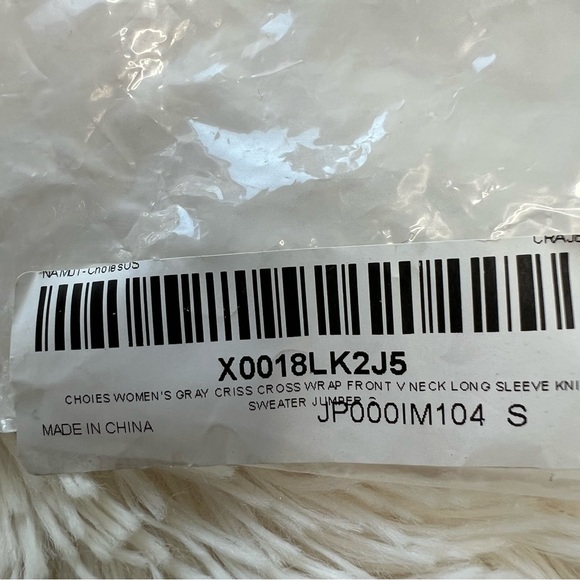 NAMDT-ChoiesUS
X0018LK2J5
CHOIES WOMEN'S GRAY CRISS CROSS WRAP FRONT V NECK LONG SLEEVE KNI
SWEATER JUMPER S
JP000IM104 S
MADE IN CHINA